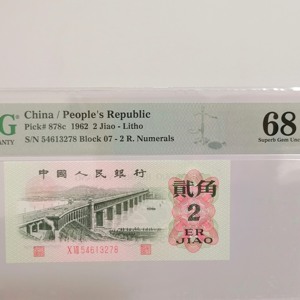 G
RANTY
China / People's Republic
Pick# 878c 1962 2 Jiao - Litho
S/N 54613278 Block 07 - 2 R. Numerals
68
Superb Gem Unc
中国人民银行
贰角
2
ER
JIAO
54613278